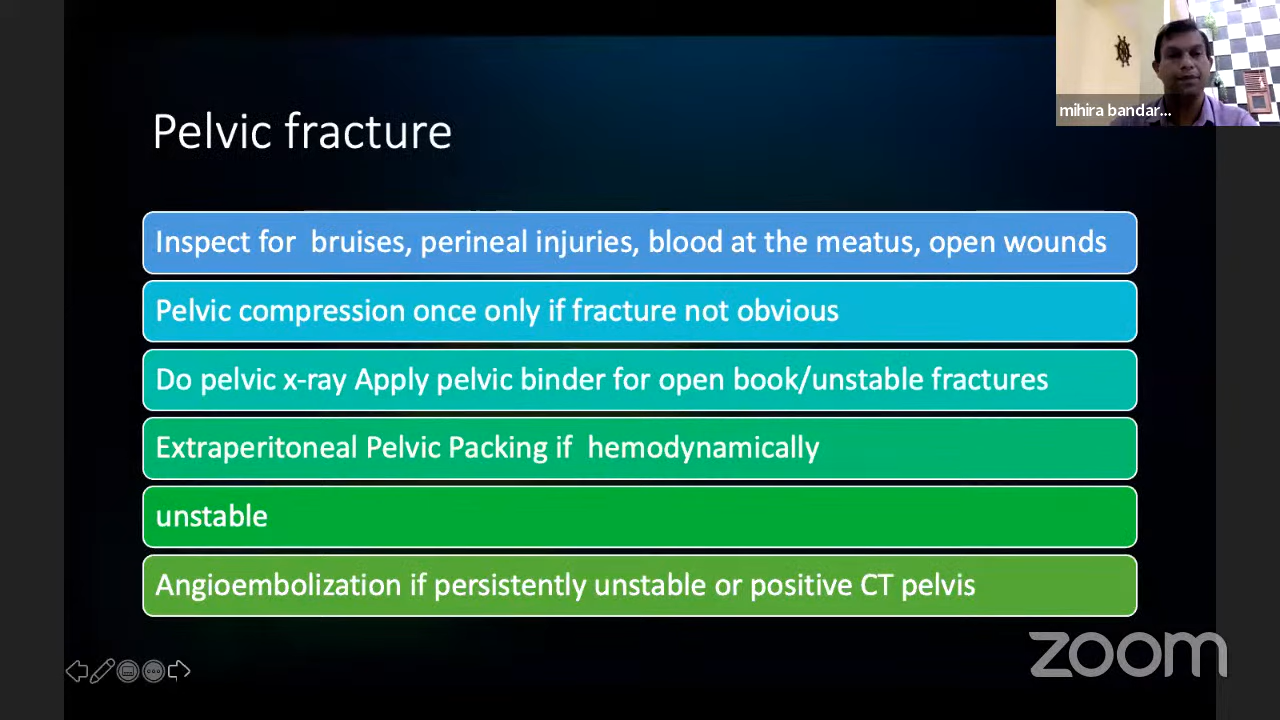 mihira bandar...
Pelvic fracture
Inspect for  bruises, perineal injuries, blood at the meatus, open wounds
Pelvic compression once only if fracture not obvious
Do pelvic x-ray Apply pelvic binder for open book/unstable fractures
Extraperitoneal Pelvic Packing if  hemodynamically
unstable
Angioembolization if persistently unstable or positive CT pelvis
zoom